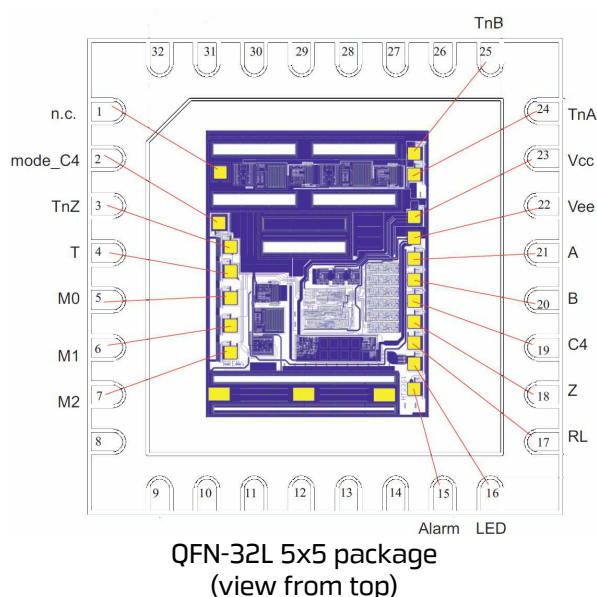 TnB
32 31 30 29 28 27 26 25
n.c. 1 24 TnA
mode_C4 2 23 Vcc
TnZ 3 22 Vee
T 4 21 A
M0 5 20 B
M1 6 19 C4
M2 7 18 Z
8 17 RL
9 10 11 12 13 14 15 16
Alarm LED
QFN-32L 5x5 package
(view from top)